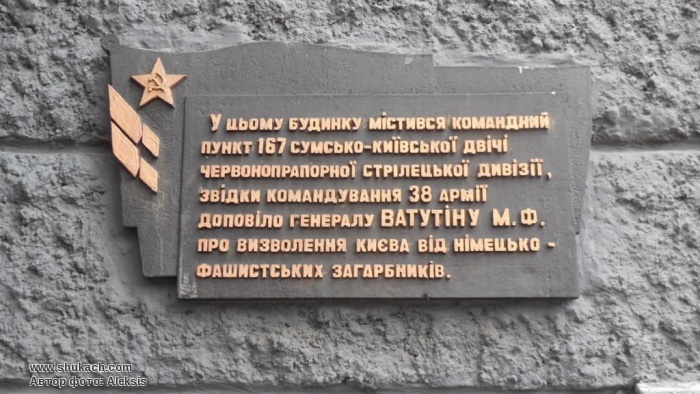 У цьому будинку містився командний
пункт 167 Сумсько-Київської двічі
Червонопрапорної стрілецької дивізії,
звідки командування 38 армії
доповіло генералу ВАТУТІНУ М.Ф.
про визволення Києва від німецько-
фашистських загарбників.
www.shukach.com
Автор фото: Aleksis